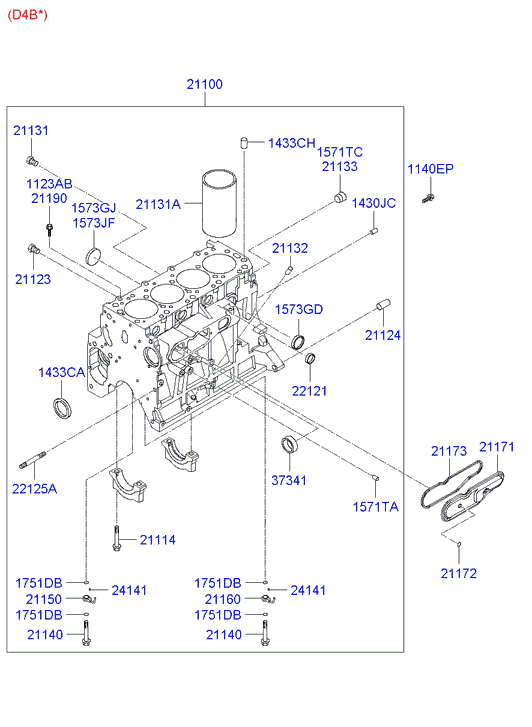 (D4B*)
21100
21131
1433CH
1571TC
21133
1140EP
1123AB
21190
1573GJ
1573JF
21131A
1430JC
21132
21123
1573GD
21124
1433CA
22121
22125A
37341
21173
21171
1571TA
21114
21172
1751DB
24141
21150
1751DB
21140
1751DB
24141
21160
1751DB
21140